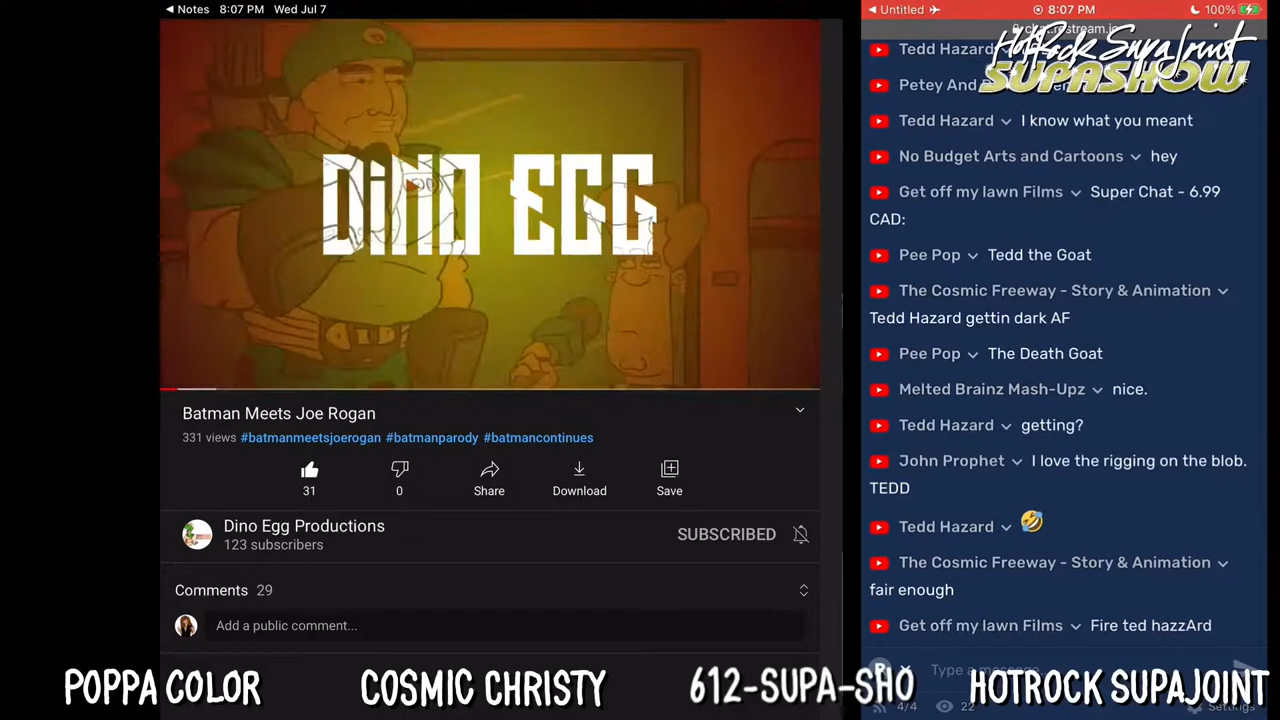 Notes 8:07 PM Wed Jul 7
DINO EGG
Batman Meets Joe Rogan
331 views #batmanmeetsjoerogan #batmanparody #batmancontinues
31 0 Share Download Save
Dino Egg Productions
123 subscribers
SUBSCRIBED
Comments 29
Add a public comment...
Untitled 8:07 PM 100%
HotRock SupaJoint
SUPASHOW
Tedd Hazard
Petey And
Tedd Hazard I know what you meant
No Budget Arts and Cartoons hey
Get off my lawn Films Super Chat - 6.99
CAD:
Pee Pop Tedd the Goat
The Cosmic Freeway - Story & Animation
Tedd Hazard gettin dark AF
Pee Pop The Death Goat
Melted Brainz Mash-Upz nice.
Tedd Hazard getting?
John Prophet I love the rigging on the blob.
TEDD
Tedd Hazard 🤣
The Cosmic Freeway - Story & Animation
fair enough
Get off my lawn Films Fire ted hazzArd
Type a message
4/4 22 Settings
POPPA COLOR COSMIC CHRISTY 612-SUPA-SHO HOTROCK SUPAJOINT